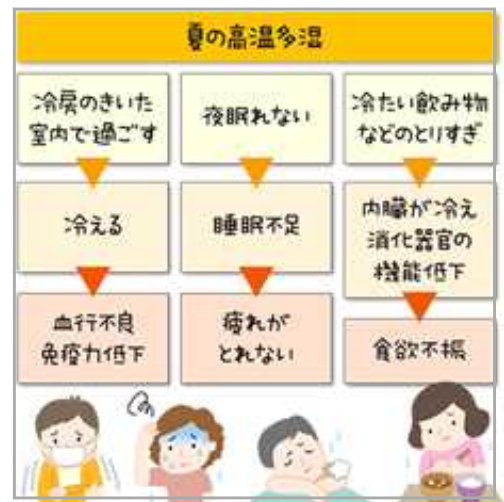 夏の高温多湿
冷房のきいた
室内で過ごす
冷える
血行不良
免疫力低下
夜眠れない
睡眠不足
疲れが
とれない
冷たい飲み物
などのとりすぎ
内臓が冷え
消化器官の
機能低下
食欲不振